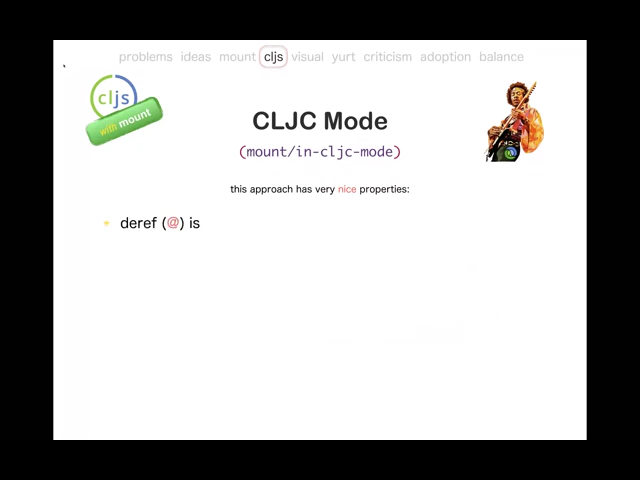 problems ideas mount cljs visual yurt criticism adoption balance
cljs
with mount
CLJC Mode
(mount/in-cljc-mode)
this approach has very nice properties:
deref (@) is